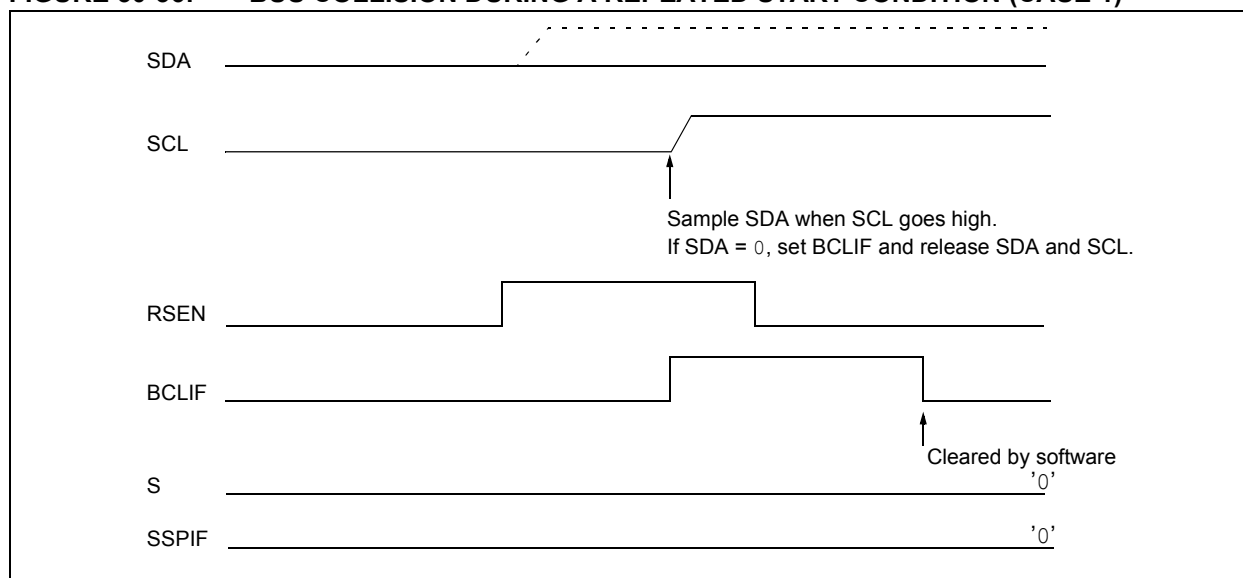 SDA
SCL
Sample SDA when SCL goes high.
If SDA = 0, set BCLIF and release SDA and SCL.
RSEN
BCLIF
Cleared by software
S
'0'
SSPIF
'0'